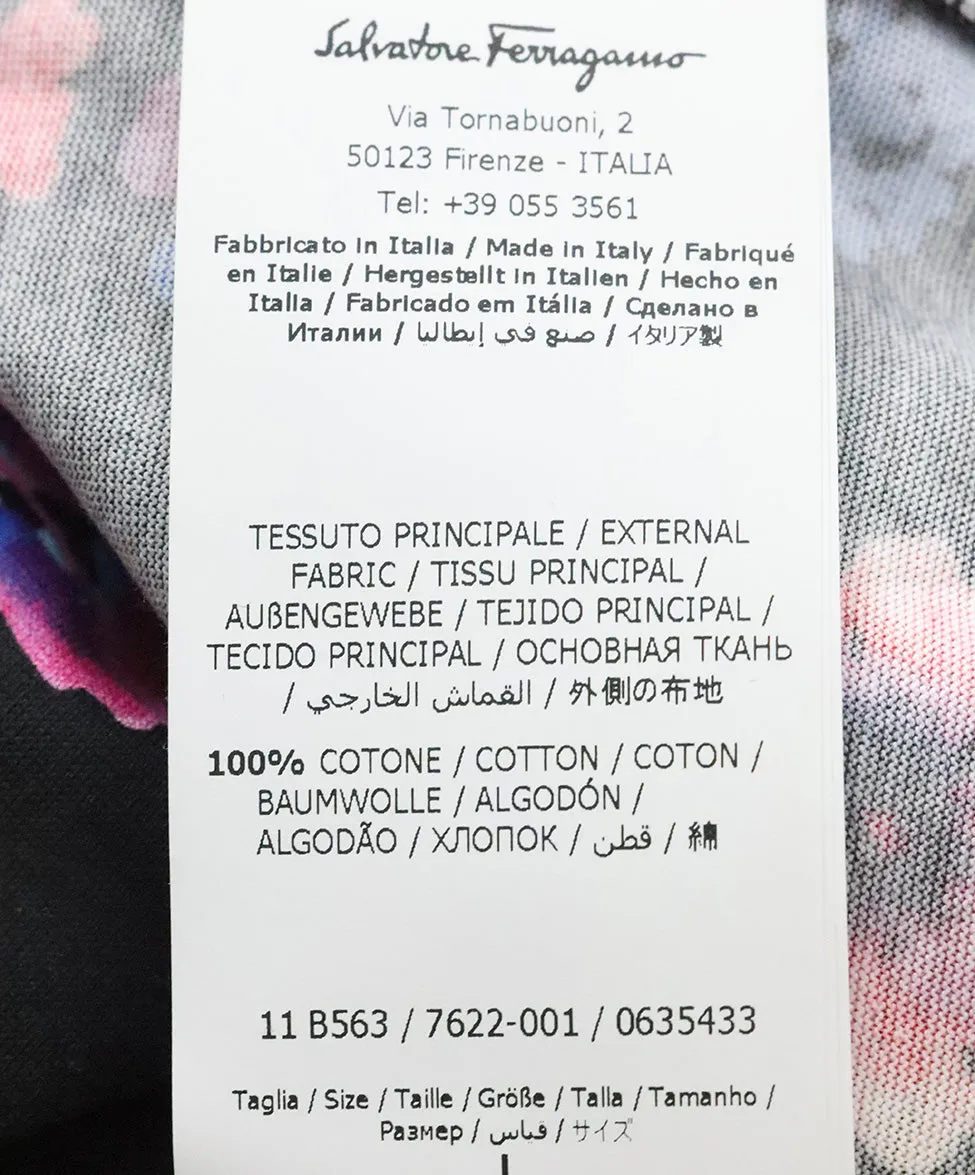 Salvatore Ferragamo
Via Tornabuoni, 2
50123 Firenze - ITALIA
Tel: +39 055 3561
Fabbricato in Italia / Made in Italy / Fabriqué
en Italie / Hergestellt in Italien / Hecho en
Italia / Fabricado em Itália / Сделано в
Италии / صنع في إيطاليا / イタリア製
TESSUTO PRINCIPALE / EXTERNAL
FABRIC / TISSU PRINCIPAL /
AUßENGEWEBE / TEJIDO PRINCIPAL /
TECIDO PRINCIPAL / ОСНОВНАЯ ТКАНЬ
/ القماش الخارجي / 外側の布地
100% COTONE / COTTON / COTON /
BAUMWOLLE / ALGODÓN /
ALGODÃO / ХЛОПОК / قطن / 綿
11 B563 / 7622-001 / 0635433
Taglia / Size / Taille / Größe / Talla / Tamanho /
Размер / قياس / サイズ